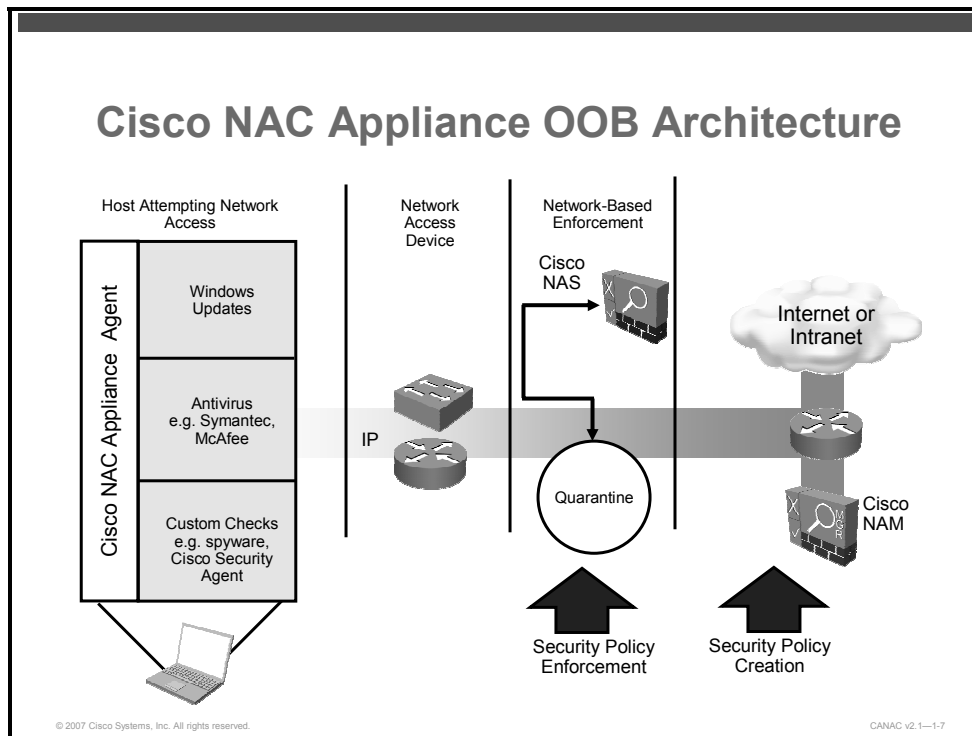 Cisco NAC Appliance OOB Architecture
Host Attempting Network
Access
Network
Access
Device
Network-Based
Enforcement
Cisco NAC Appliance Agent
Windows
Updates
Antivirus
e.g. Symantec,
McAfee
Custom Checks
e.g. spyware,
Cisco Security
Agent
IP
Cisco
NAS
Quarantine
Internet or
Intranet
MGR
Cisco
NAM
Security Policy
Enforcement
Security Policy
Creation
© 2007 Cisco Systems, Inc. All rights reserved.
CANAC v2.1—1-7